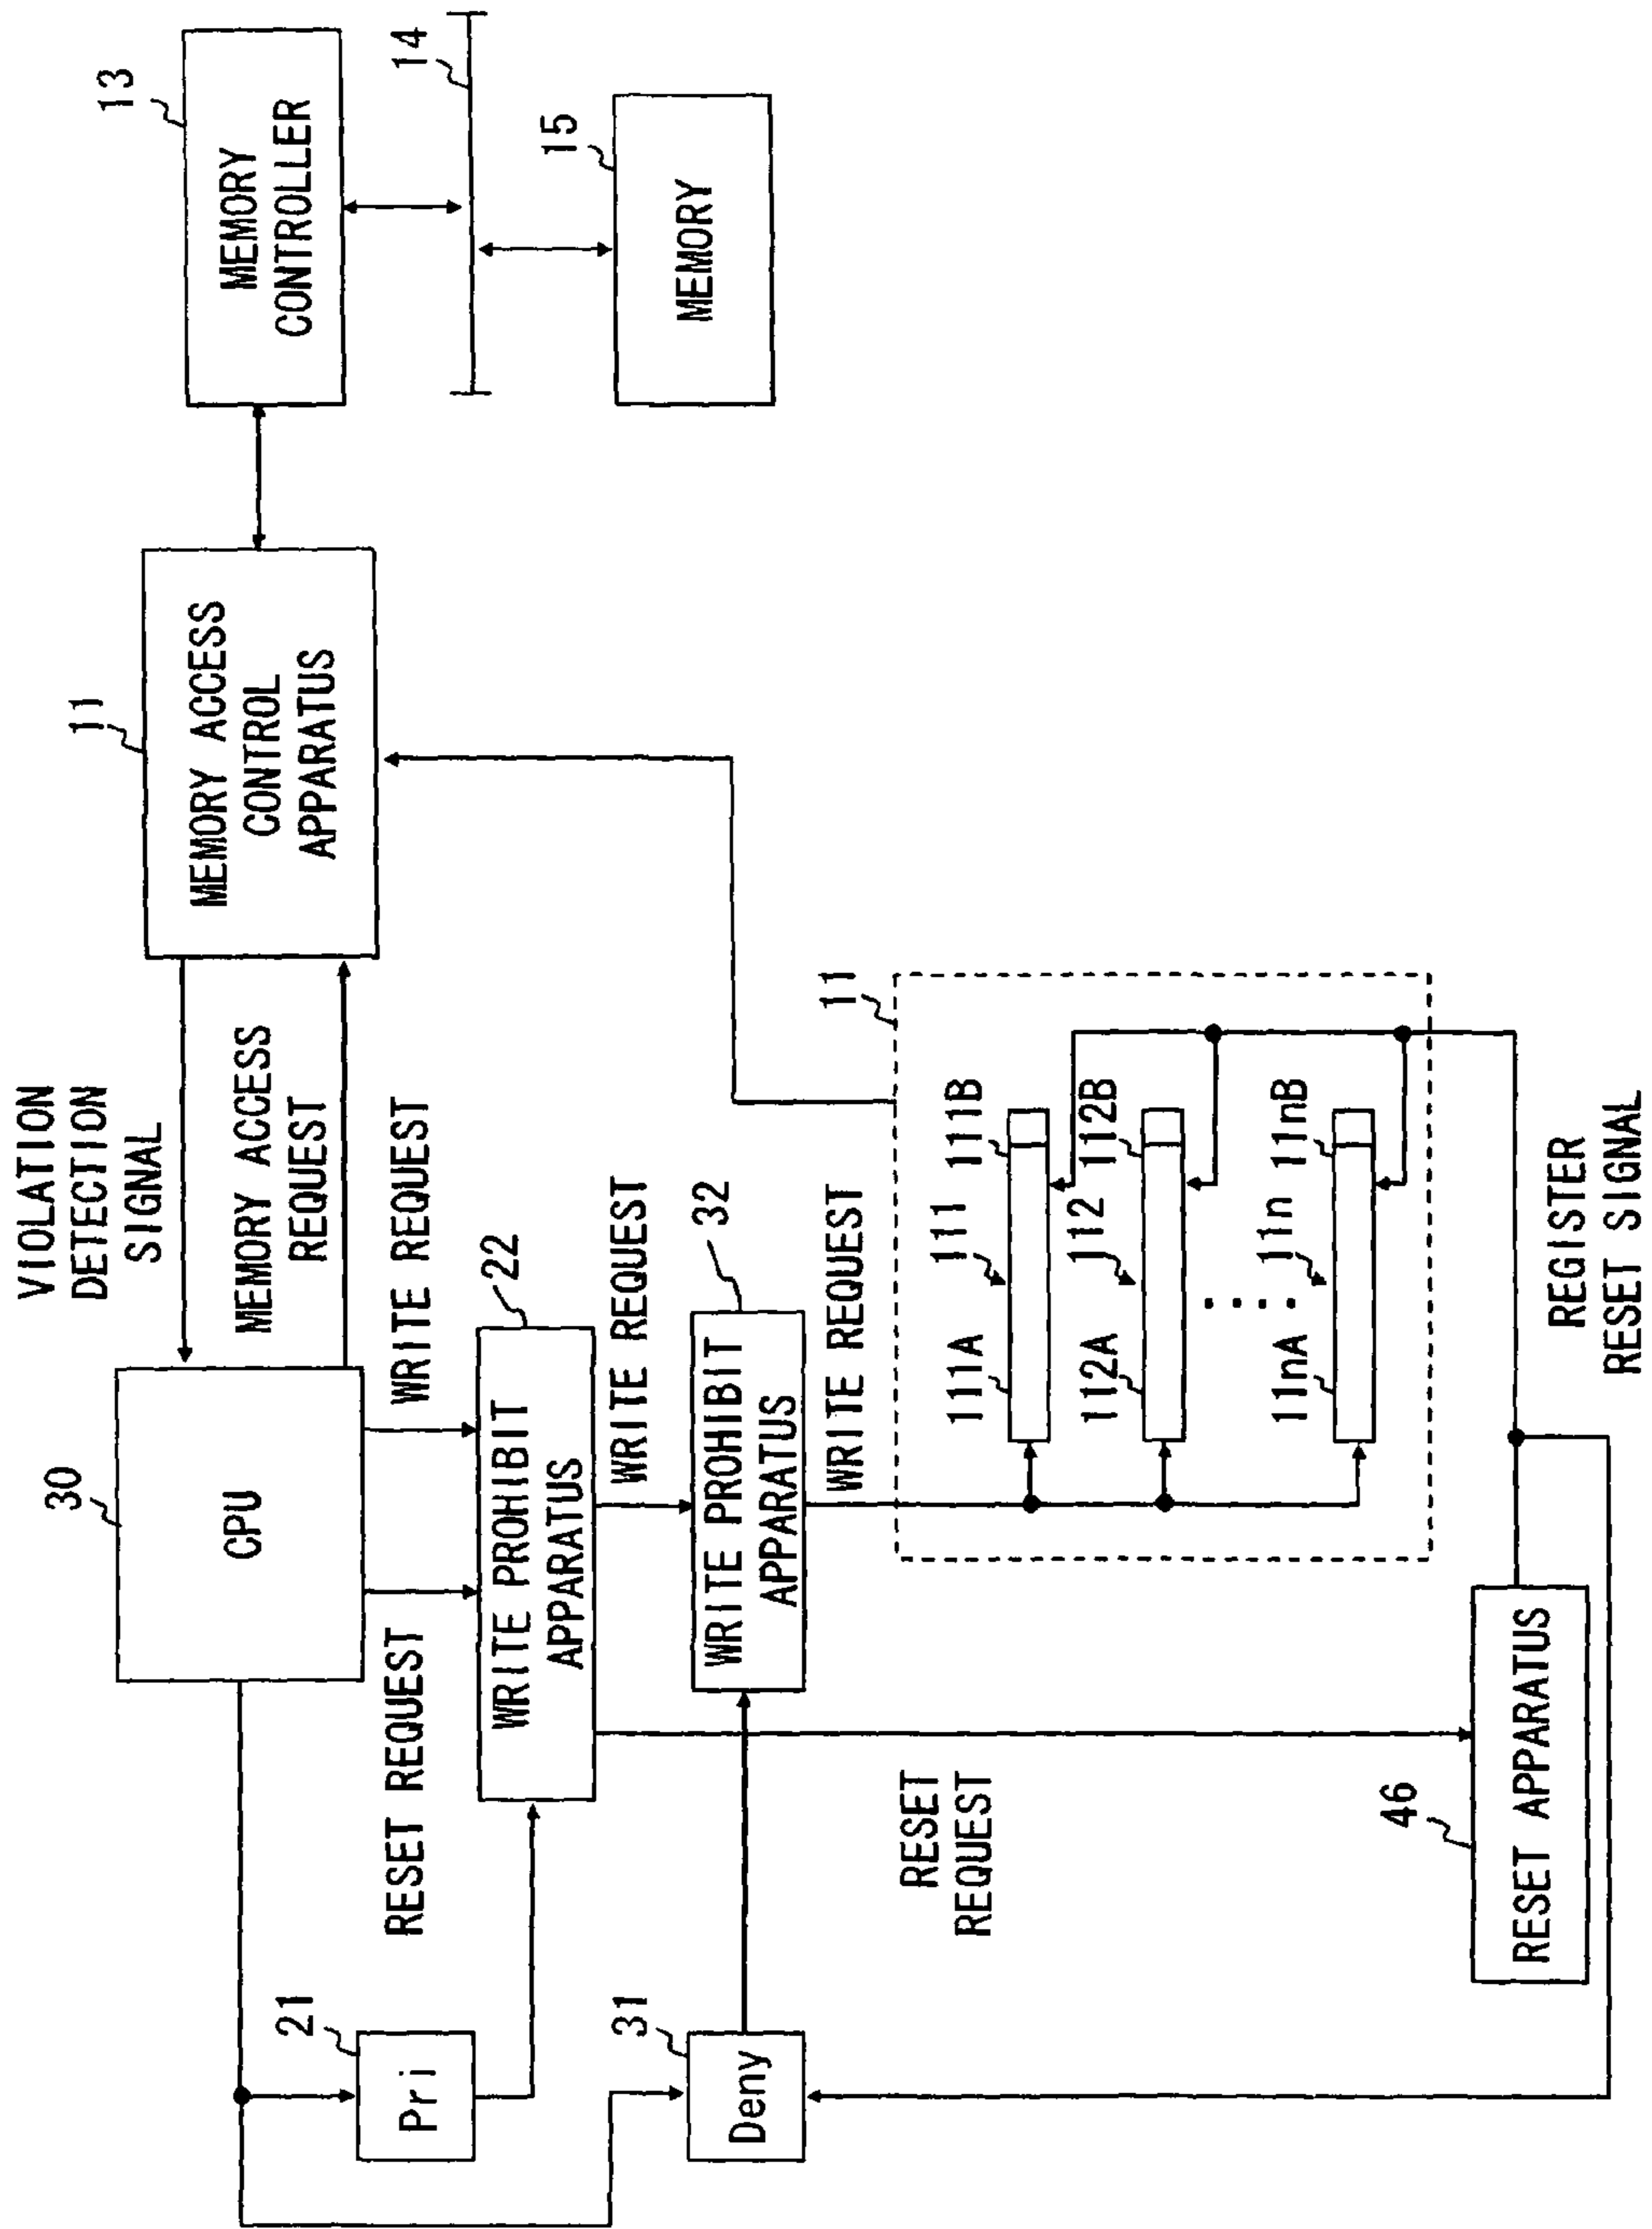 VIOLATION
DETECTION
SIGNAL
30
CPU
MEMORY ACCESS
REQUEST
11
MEMORY ACCESS
CONTROL
APPARATUS
13
MEMORY
CONTROLLER
14
15
MEMORY
21
Pri
RESET REQUEST
WRITE REQUEST
22
WRITE PROHIBIT
APPARATUS
WRITE REQUEST
31
Deny
32
WRITE PROHIBIT
APPARATUS
WRITE REQUEST
RESET
REQUEST
11
111A
111
111B
112A
112
112B
11nA
11n
11nB
46
RESET APPARATUS
REGISTER
RESET SIGNAL